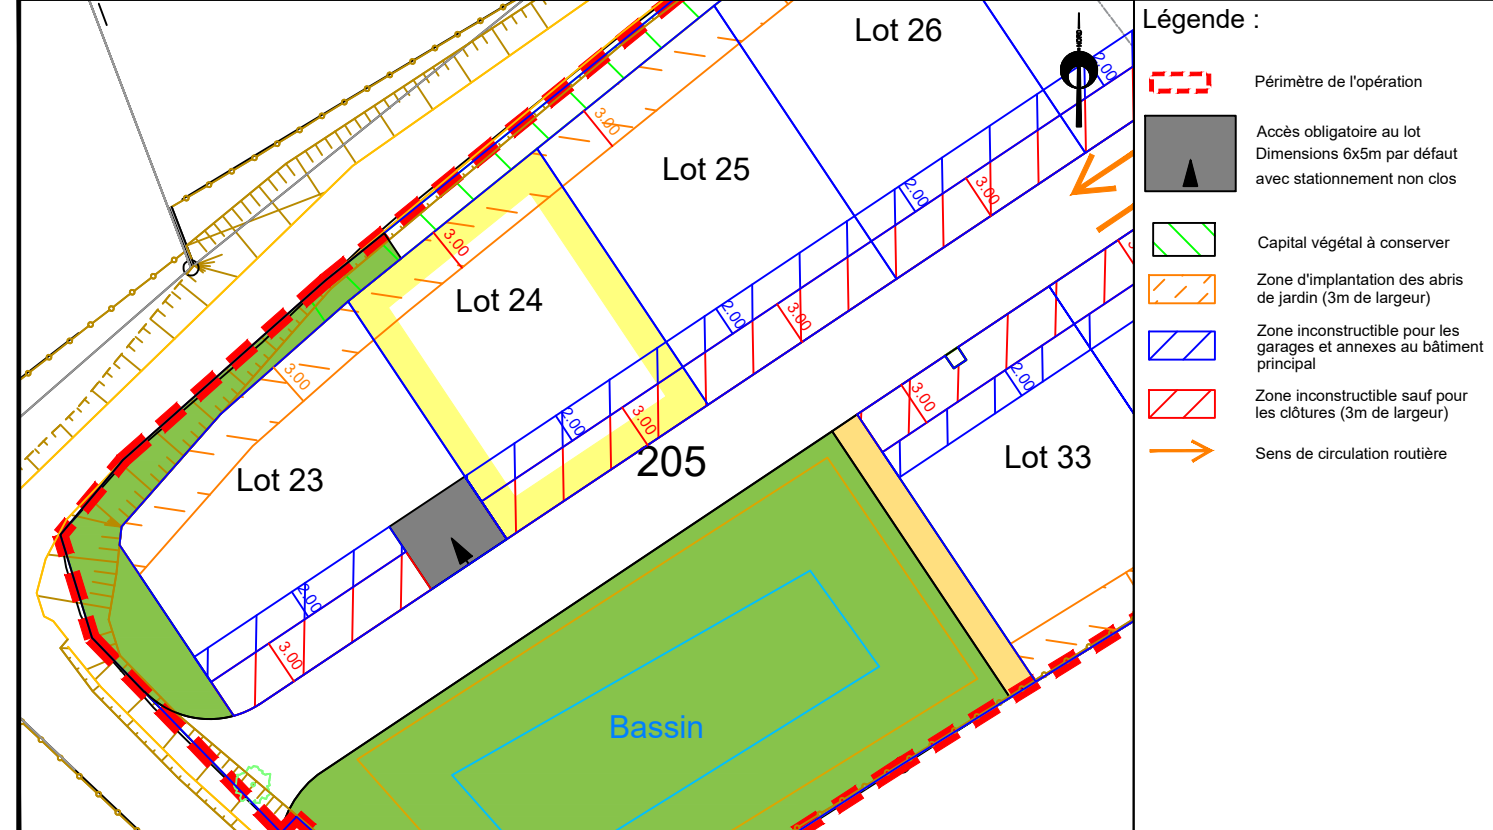 Lot 26
2.00
NORD
3.00
Lot 25
2.00
3.00
3.00
Lot 24
2.00
3.00
3.00
2.00
3.00
2.00
3.00
205
Lot 33
Lot 23
2.00
3.00
Bassin
Légende :
Périmètre de l'opération
Accès obligatoire au lot
Dimensions 6x5m par défaut
avec stationnement non clos
Capital végétal à conserver
Zone d'implantation des abris
de jardin (3m de largeur)
Zone inconstructible pour les
garages et annexes au bâtiment
principal
Zone inconstructible sauf pour
les clôtures (3m de largeur)
Sens de circulation routière